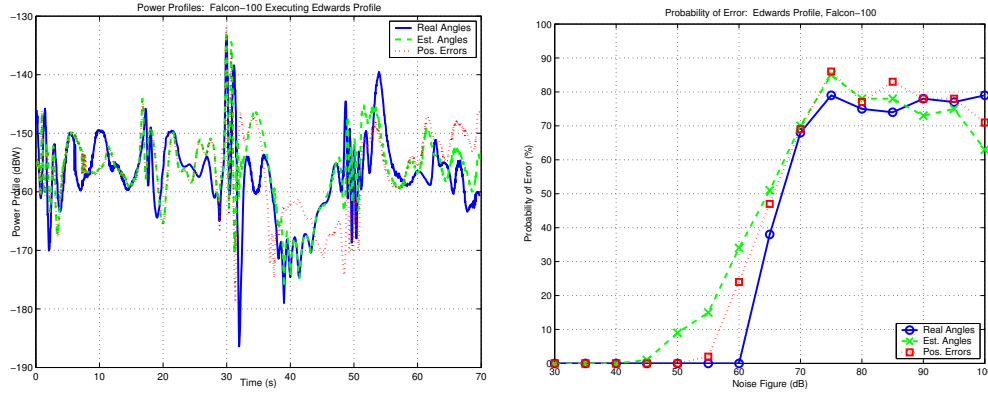 Power Profiles: Falcon-100 Executing Edwards Profile
-130
-140
-150
-160
-170
-180
-190
Power Profile (dBW)
0 10 20 30 40 50 60 70
Time (s)
Real Angles
Est. Angles
Pos. Errors
Probability of Error: Edwards Profile, Falcon-100
100
90
80
70
60
50
40
30
20
10
0
Probability of Error (%)
30 40 50 60 70 80 90 100
Noise Figure (dB)
Real Angles
Est. Angles
Pos. Errors